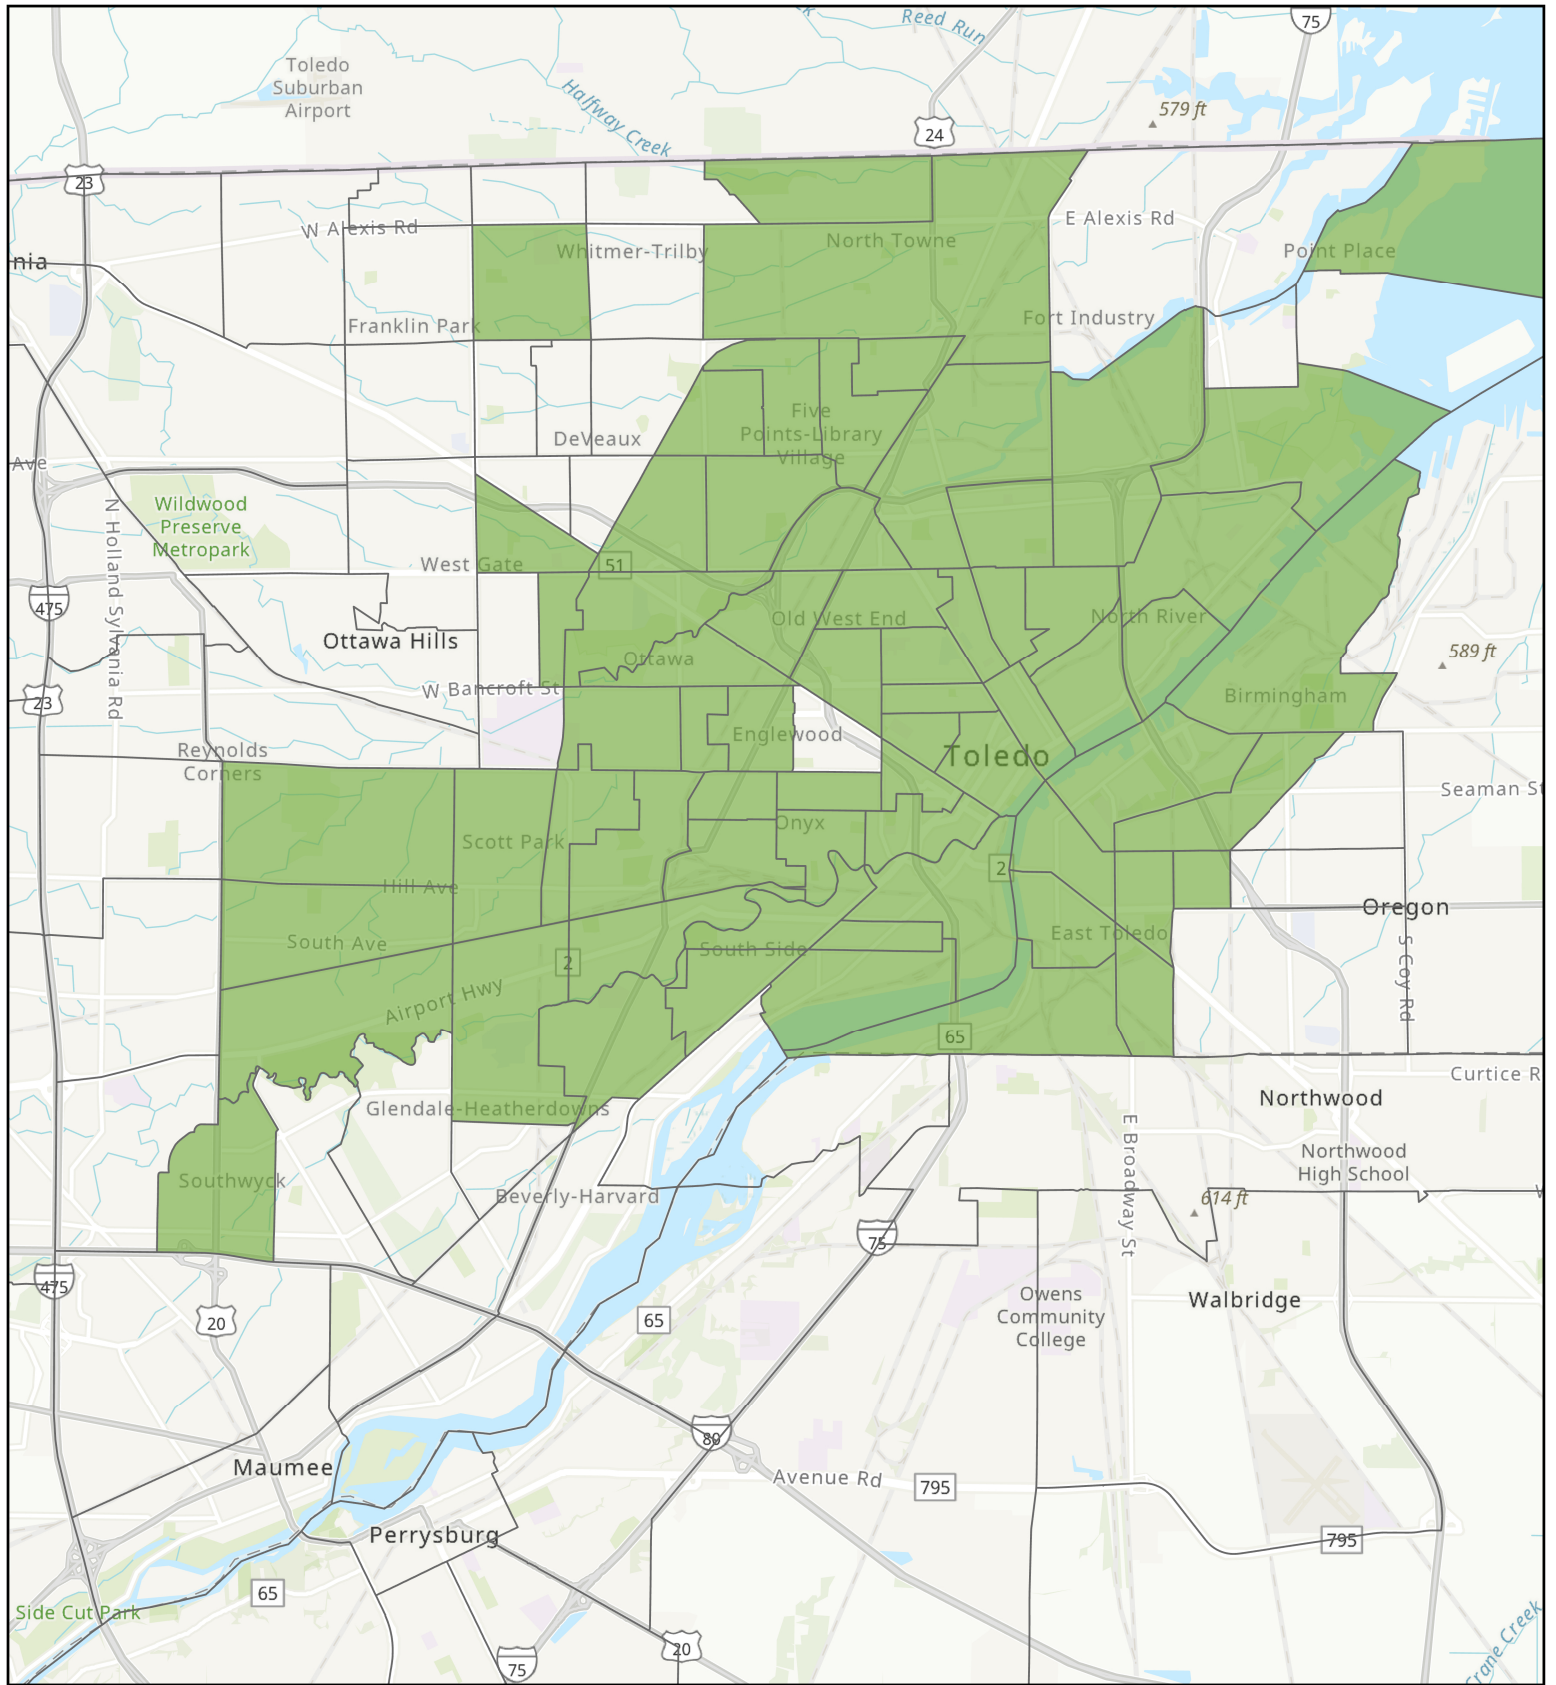 Reed Run
75
Toledo
Suburban
Airport
Halfway Creek
579 ft
24
23
W Alexis Rd
E Alexis Rd
nia
Whitmer-Trilby
North Towne
Point Place
Franklin Park
Fort Industry
Five
Points-Library
Village
DeVeaux
Ave
N Holland Sylvania Rd
Wildwood
Preserve
Metropark
West Gate
51
475
Old West End
North River
Ottawa Hills
Ottawa
589 ft
23
W Bancroft St
Birmingham
Englewood
Reynolds
Corners
Toledo
Seaman St
Onyx
Scott Park
2
Hill Ave
Oregon
South Ave
South Side
East Toledo
2
S Coy Rd
Airport Hwy
65
Curtice R
Glendale-Heatherdowns
Northwood
E Broadway St
Northwood
High School
Southwyck
Beverly-Harvard
614 ft
75
475
Owens
Community
College
Walbridge
20
65
80
Maumee
Avenue Rd
795
Perrysburg
795
65
Side Cut Park
20
75
Crane Creek